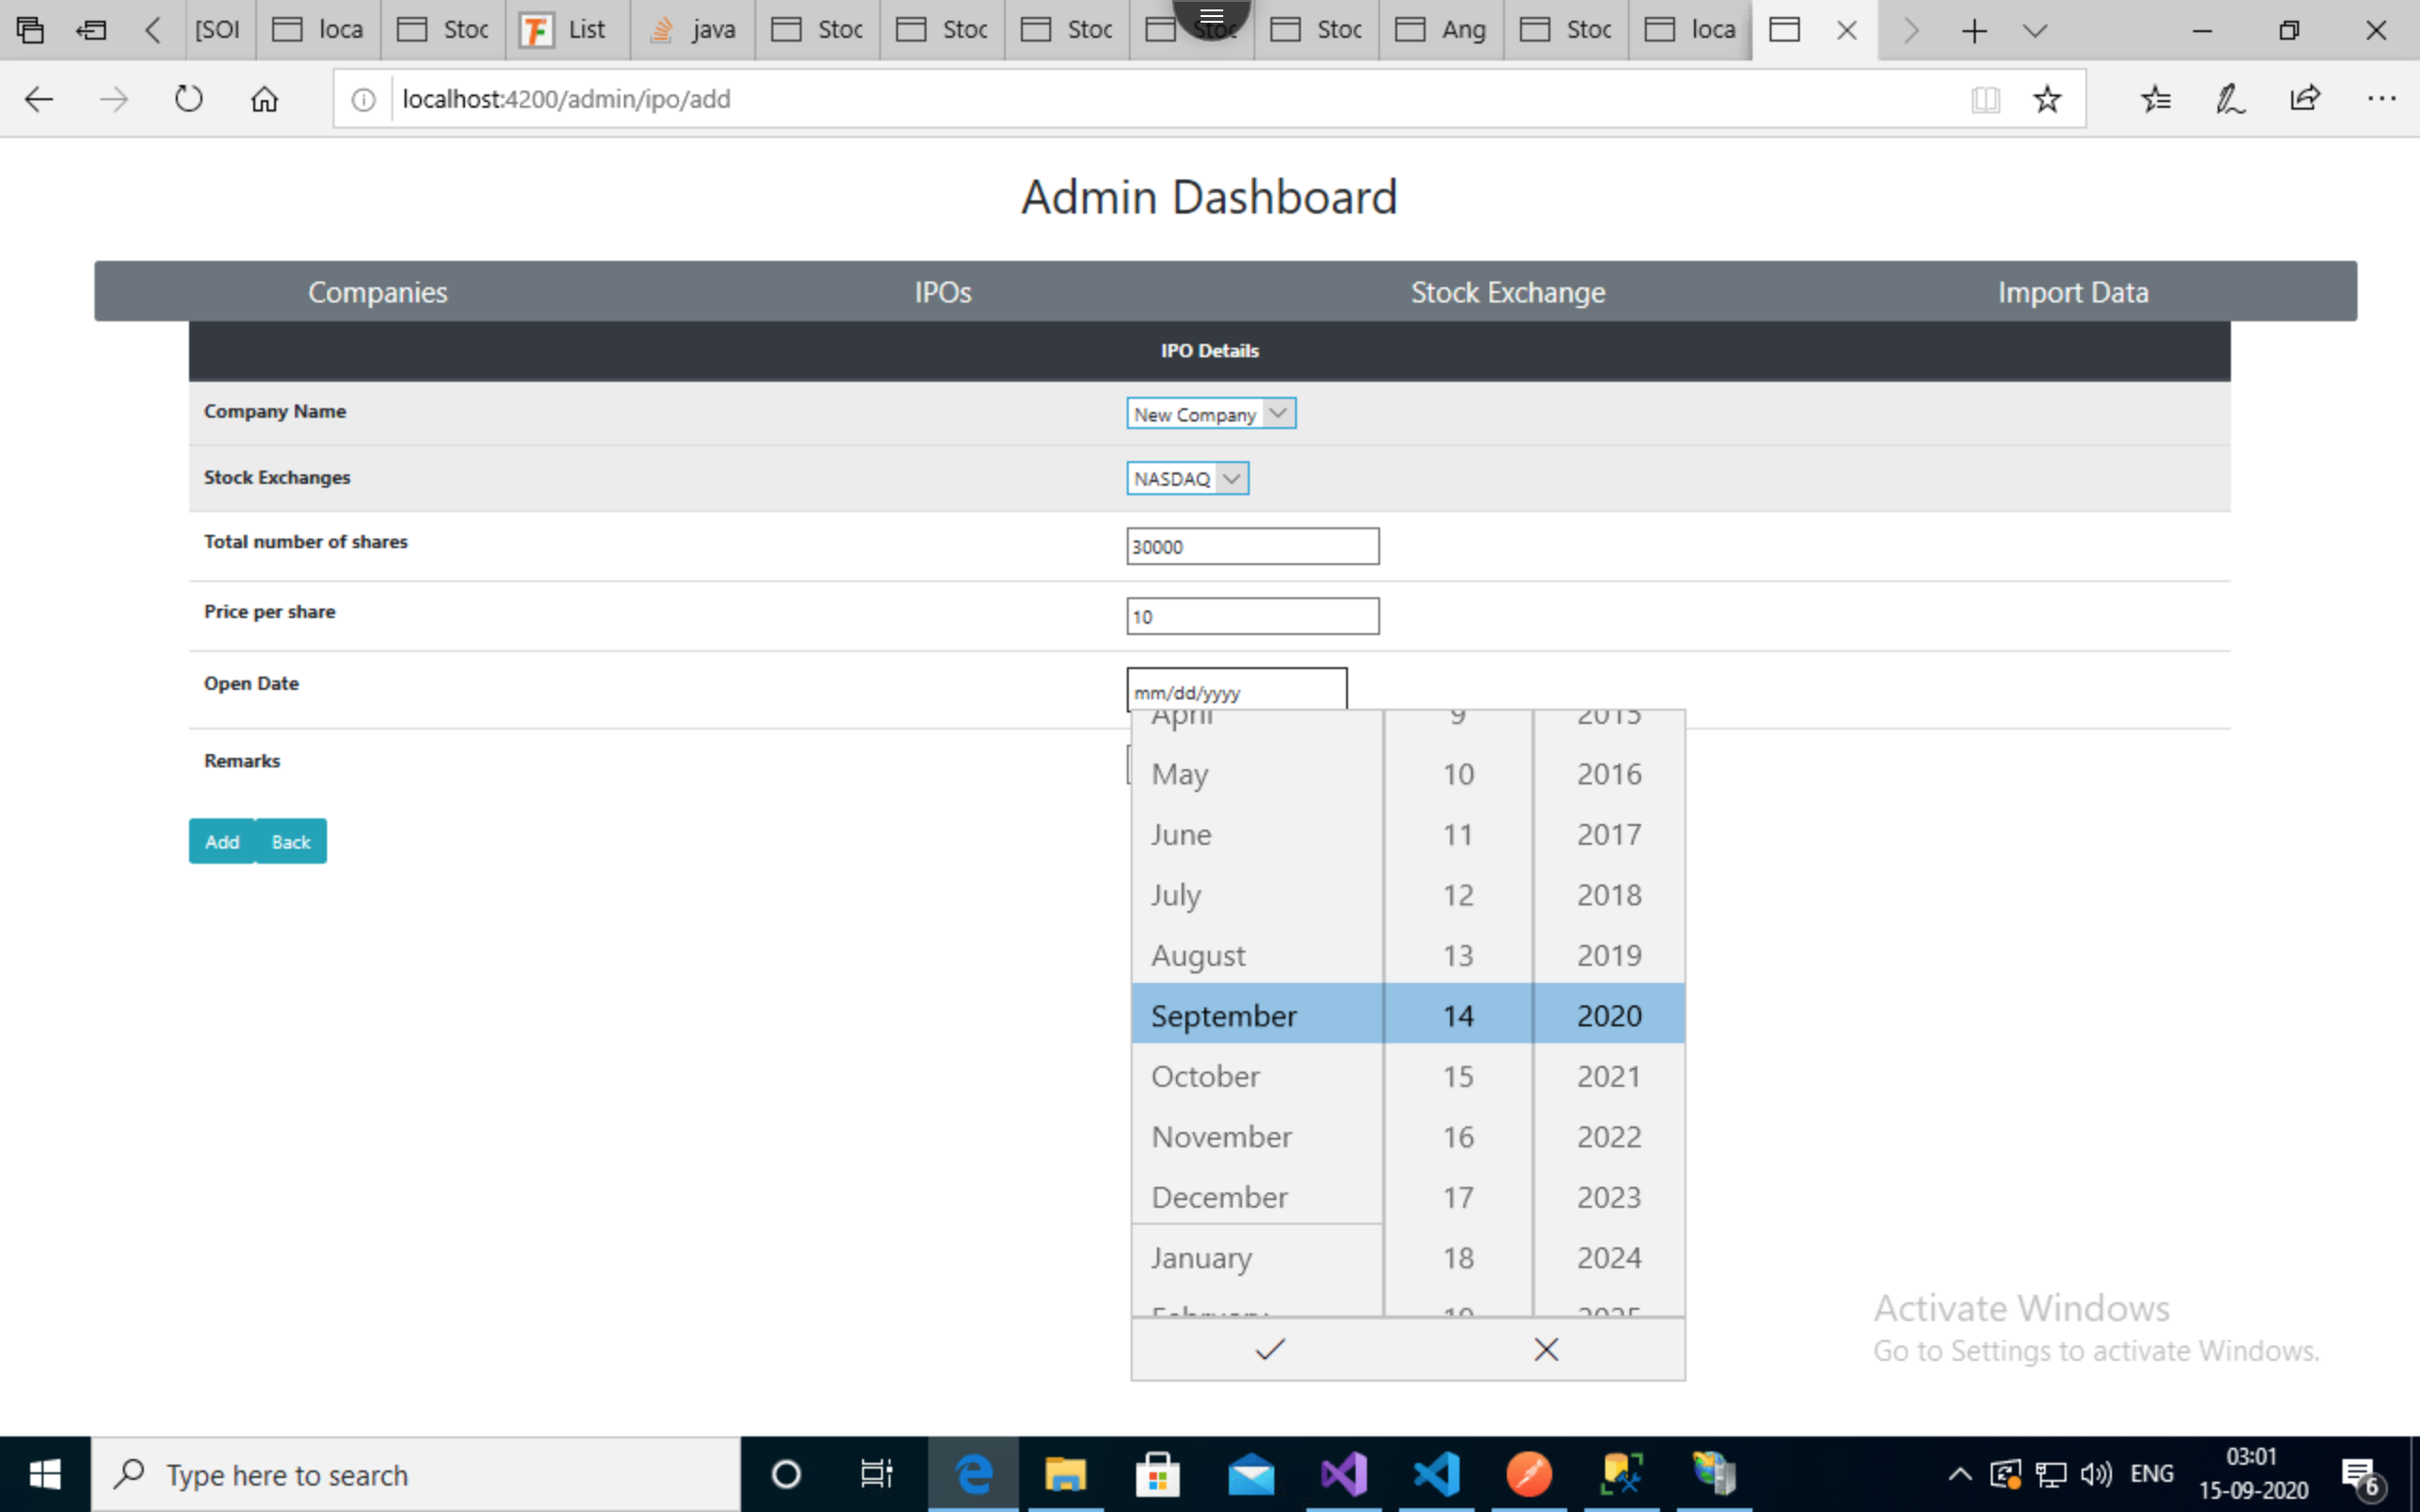 [SOI loca Stoc List java Stoc Stoc Stoc Stoc Stoc Ang Stoc loca
localhost:4200/admin/ipo/add
Admin Dashboard
Companies IPOs Stock Exchange Import Data
IPO Details
Company Name New Company
Stock Exchanges NASDAQ
Total number of shares 30000
Price per share 10
Open Date mm/dd/yyyy
April 9 2015
Remarks
May 10 2016
June 11 2017
Add Back
July 12 2018
August 13 2019
September 14 2020
October 15 2021
November 16 2022
December 17 2023
January 18 2024
February 19 2025
Activate Windows
Go to Settings to activate Windows.
Type here to search
ENG
03:01
15-09-2020
6